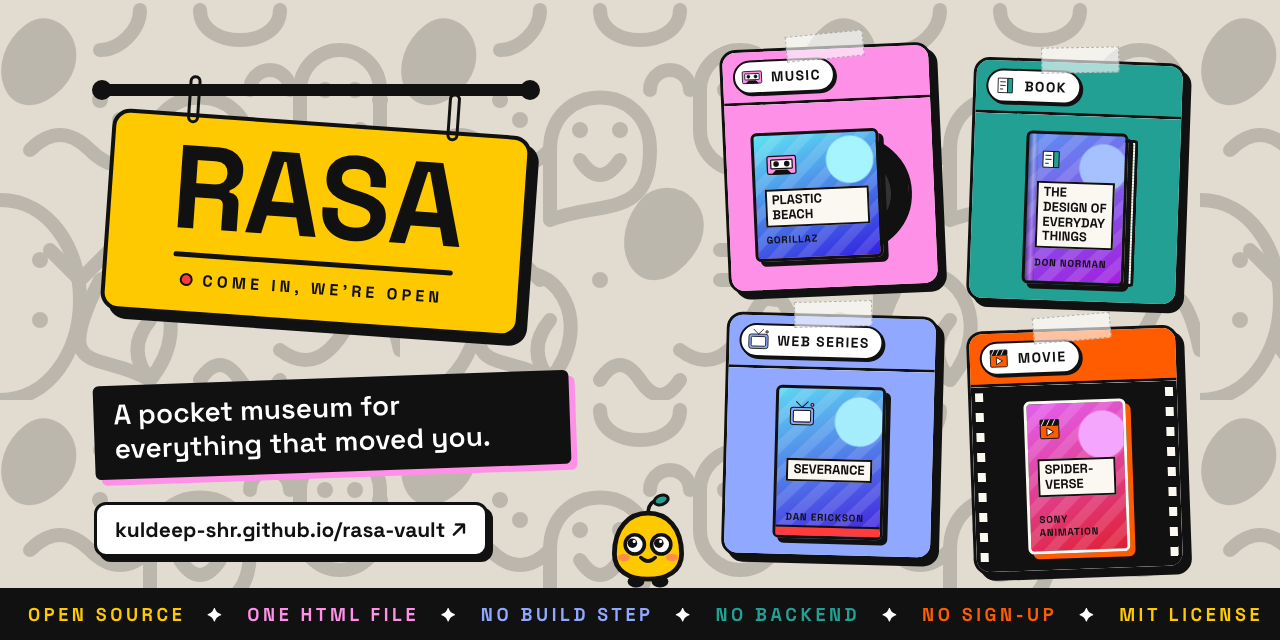 RASA
COME IN, WE'RE OPEN
A pocket museum for
everything that moved you.
kuldeep-shr.github.io/rasa-vault ↗
MUSIC
PLASTIC
BEACH
GORILLAZ
BOOK
THE
DESIGN OF
EVERYDAY
THINGS
DON NORMAN
WEB SERIES
SEVERANCE
DAN ERICKSON
MOVIE
SPIDER-
VERSE
SONY
ANIMATION
OPEN SOURCE ✦ ONE HTML FILE ✦ NO BUILD STEP ✦ NO BACKEND ✦ NO SIGN-UP ✦ MIT LICENSE